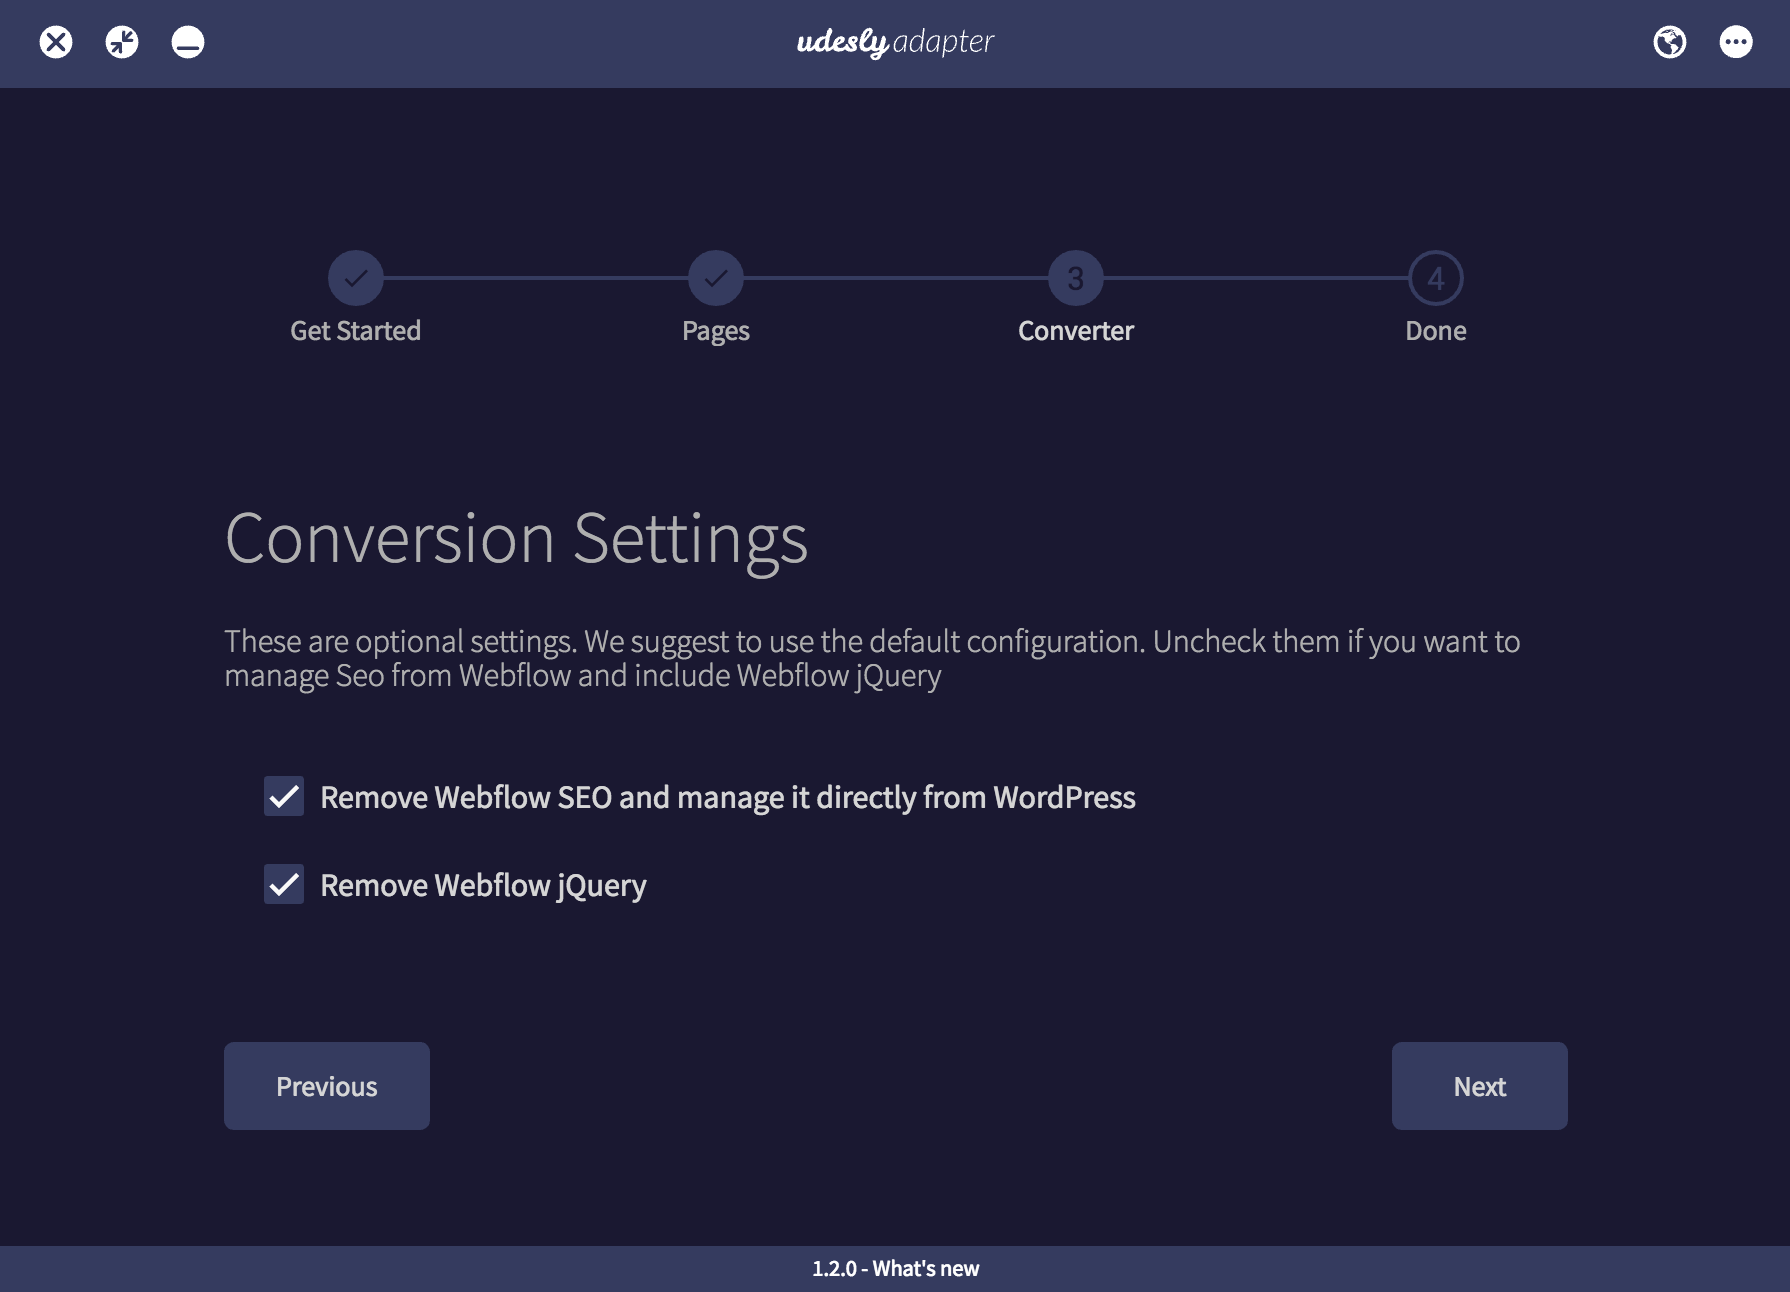 udesly adapter
3
4
Get Started
Pages
Converter
Done
Conversion Settings
These are optional settings. We suggest to use the default configuration. Uncheck them if you want to
manage Seo from Webflow and include Webflow jQuery
Remove Webflow SEO and manage it directly from WordPress
Remove Webflow jQuery
Previous
Next
1.2.0 - What's new